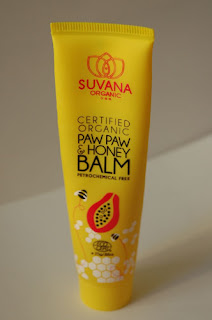 SUVANA
ORGANIC
CERTIFIED
ORGANIC
PAW PAW
& HONEY
BALM
PETROCHEMICAL FREE